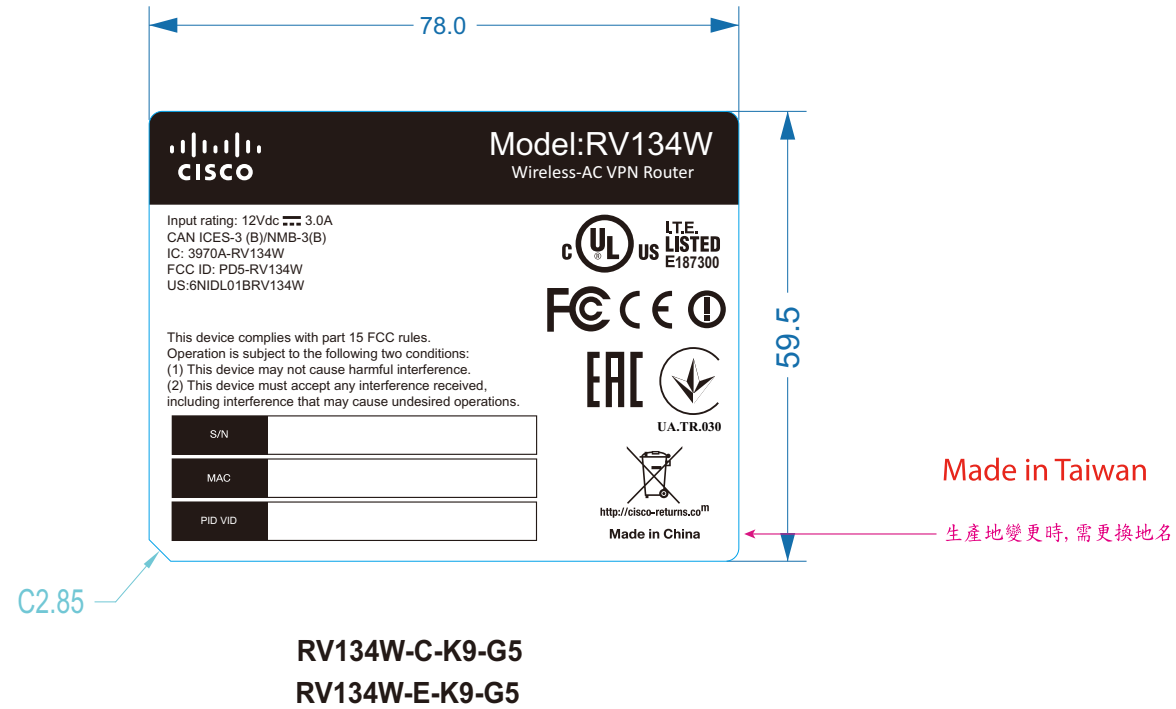 78.0
CISCO
Model:RV134W
Wireless-AC VPN Router
Input rating: 12Vdc 3.0A
CAN ICES-3 (B)/NMB-3(B)
IC: 3970A-RV134W
FCC ID: PD5-RV134W
US:6NIDL01BRV134W
C UL ® US I.T.E. LISTED E187300
FC CE
This device complies with part 15 FCC rules.
Operation is subject to the following two conditions:
(1) This device may not cause harmful interference.
(2) This device must accept any interference received,
including interference that may cause undesired operations.
EAC
UA.TR.030
S/N
MAC
PID VID
http://cisco-returns.com
Made in China
59.5
Made in Taiwan
生產地變更時, 需更換地名
C2.85
RV134W-C-K9-G5
RV134W-E-K9-G5